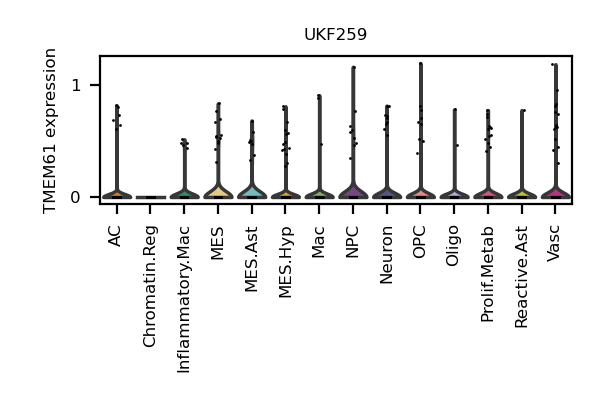 UKF259
TMEM61 expression
1
0
AC
Chromatin.Reg
Inflammatory.Mac
MES
MES.Ast
MES.Hyp
Mac
NPC
Neuron
OPC
Oligo
Prolif.Metab
Reactive.Ast
Vasc